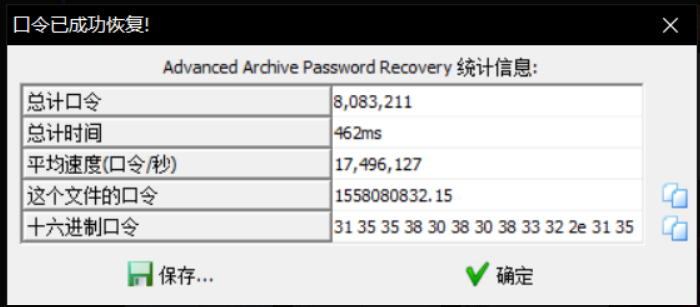 口令已成功恢复!
Advanced Archive Password Recovery 统计信息:
总计口令 8,083,211
总计时间 462ms
平均速度(口令/秒) 17,496,127
这个文件的口令 1558080832.15
十六进制口令 31 35 35 38 30 38 30 38 33 32 2e 31 35
保存... 确定